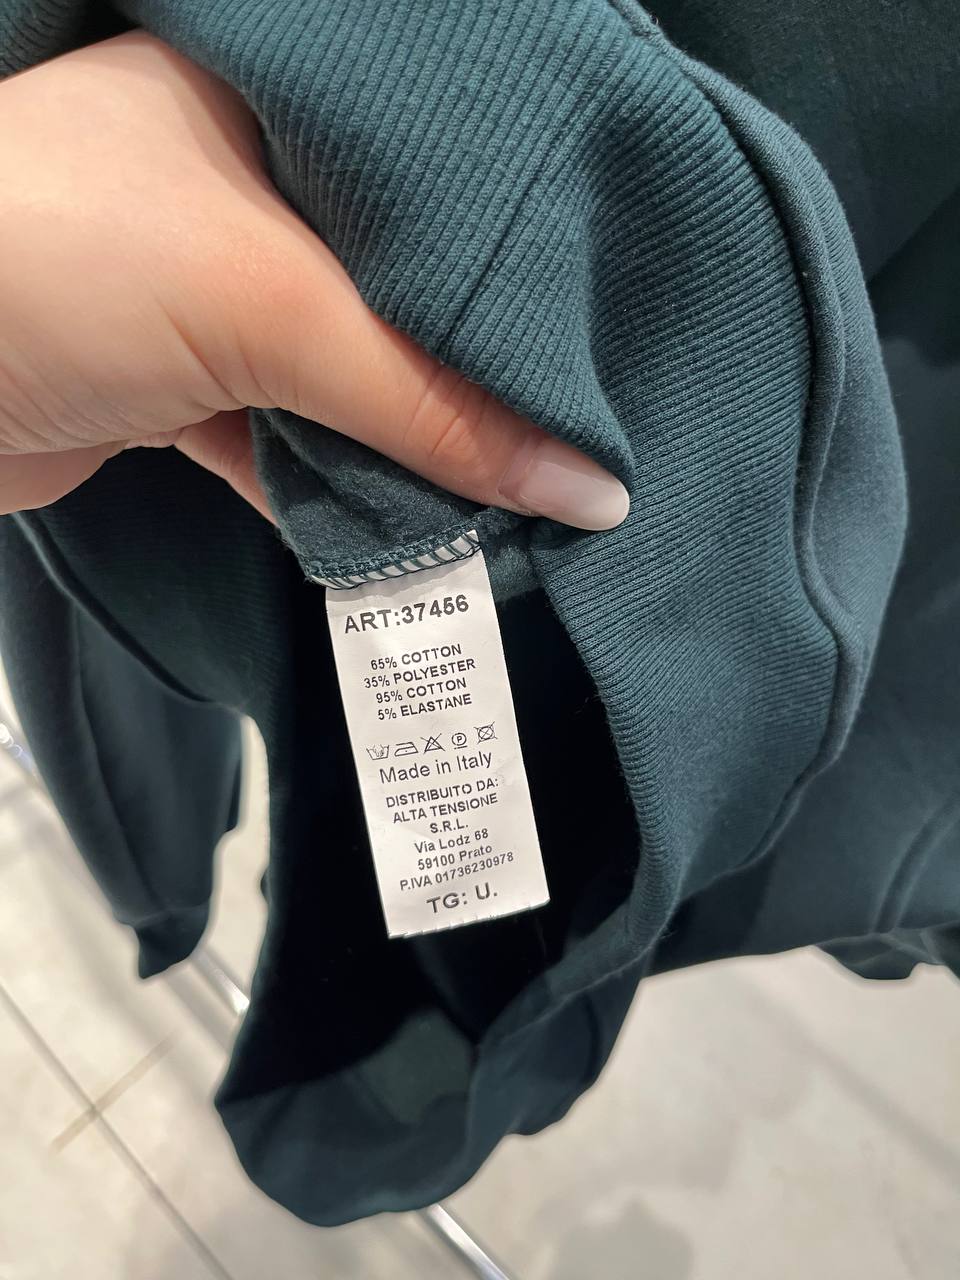 ART:37456
65% COTTON
35% POLYESTER
95% COTTON
5% ELASTANE
P
Made in Italy
DISTRIBUITO DA:
ALTA TENSIONE
S.R.L.
Via Lodz 68
59100 Prato
P.IVA 01736230978
TG: U.